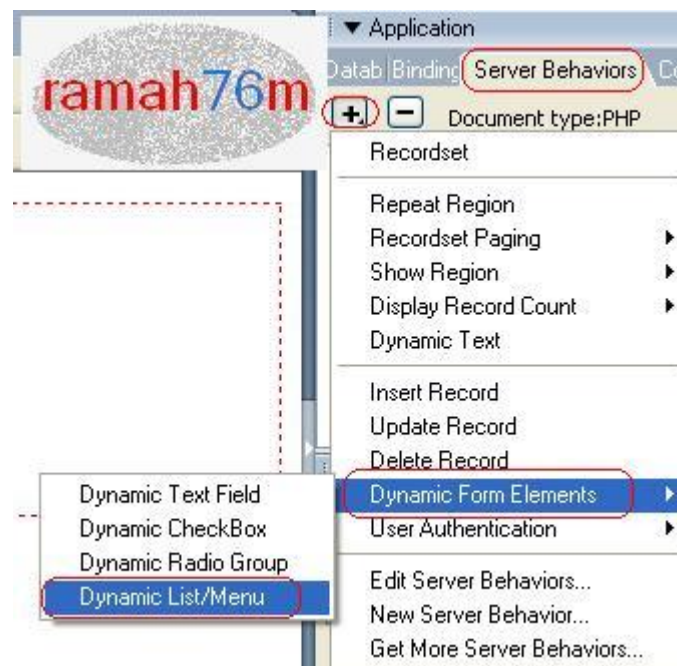 ▼ Application
ramah76m
Datab Binding Server Behaviors Co
+ − Document type:PHP
Recordset
Repeat Region
Recordset Paging
Show Region
Display Record Count
Dynamic Text
Insert Record
Update Record
Delete Record
Dynamic Form Elements
User Authentication
Edit Server Behaviors...
New Server Behavior...
Get More Server Behaviors...
Dynamic Text Field
Dynamic CheckBox
Dynamic Radio Group
Dynamic List/Menu